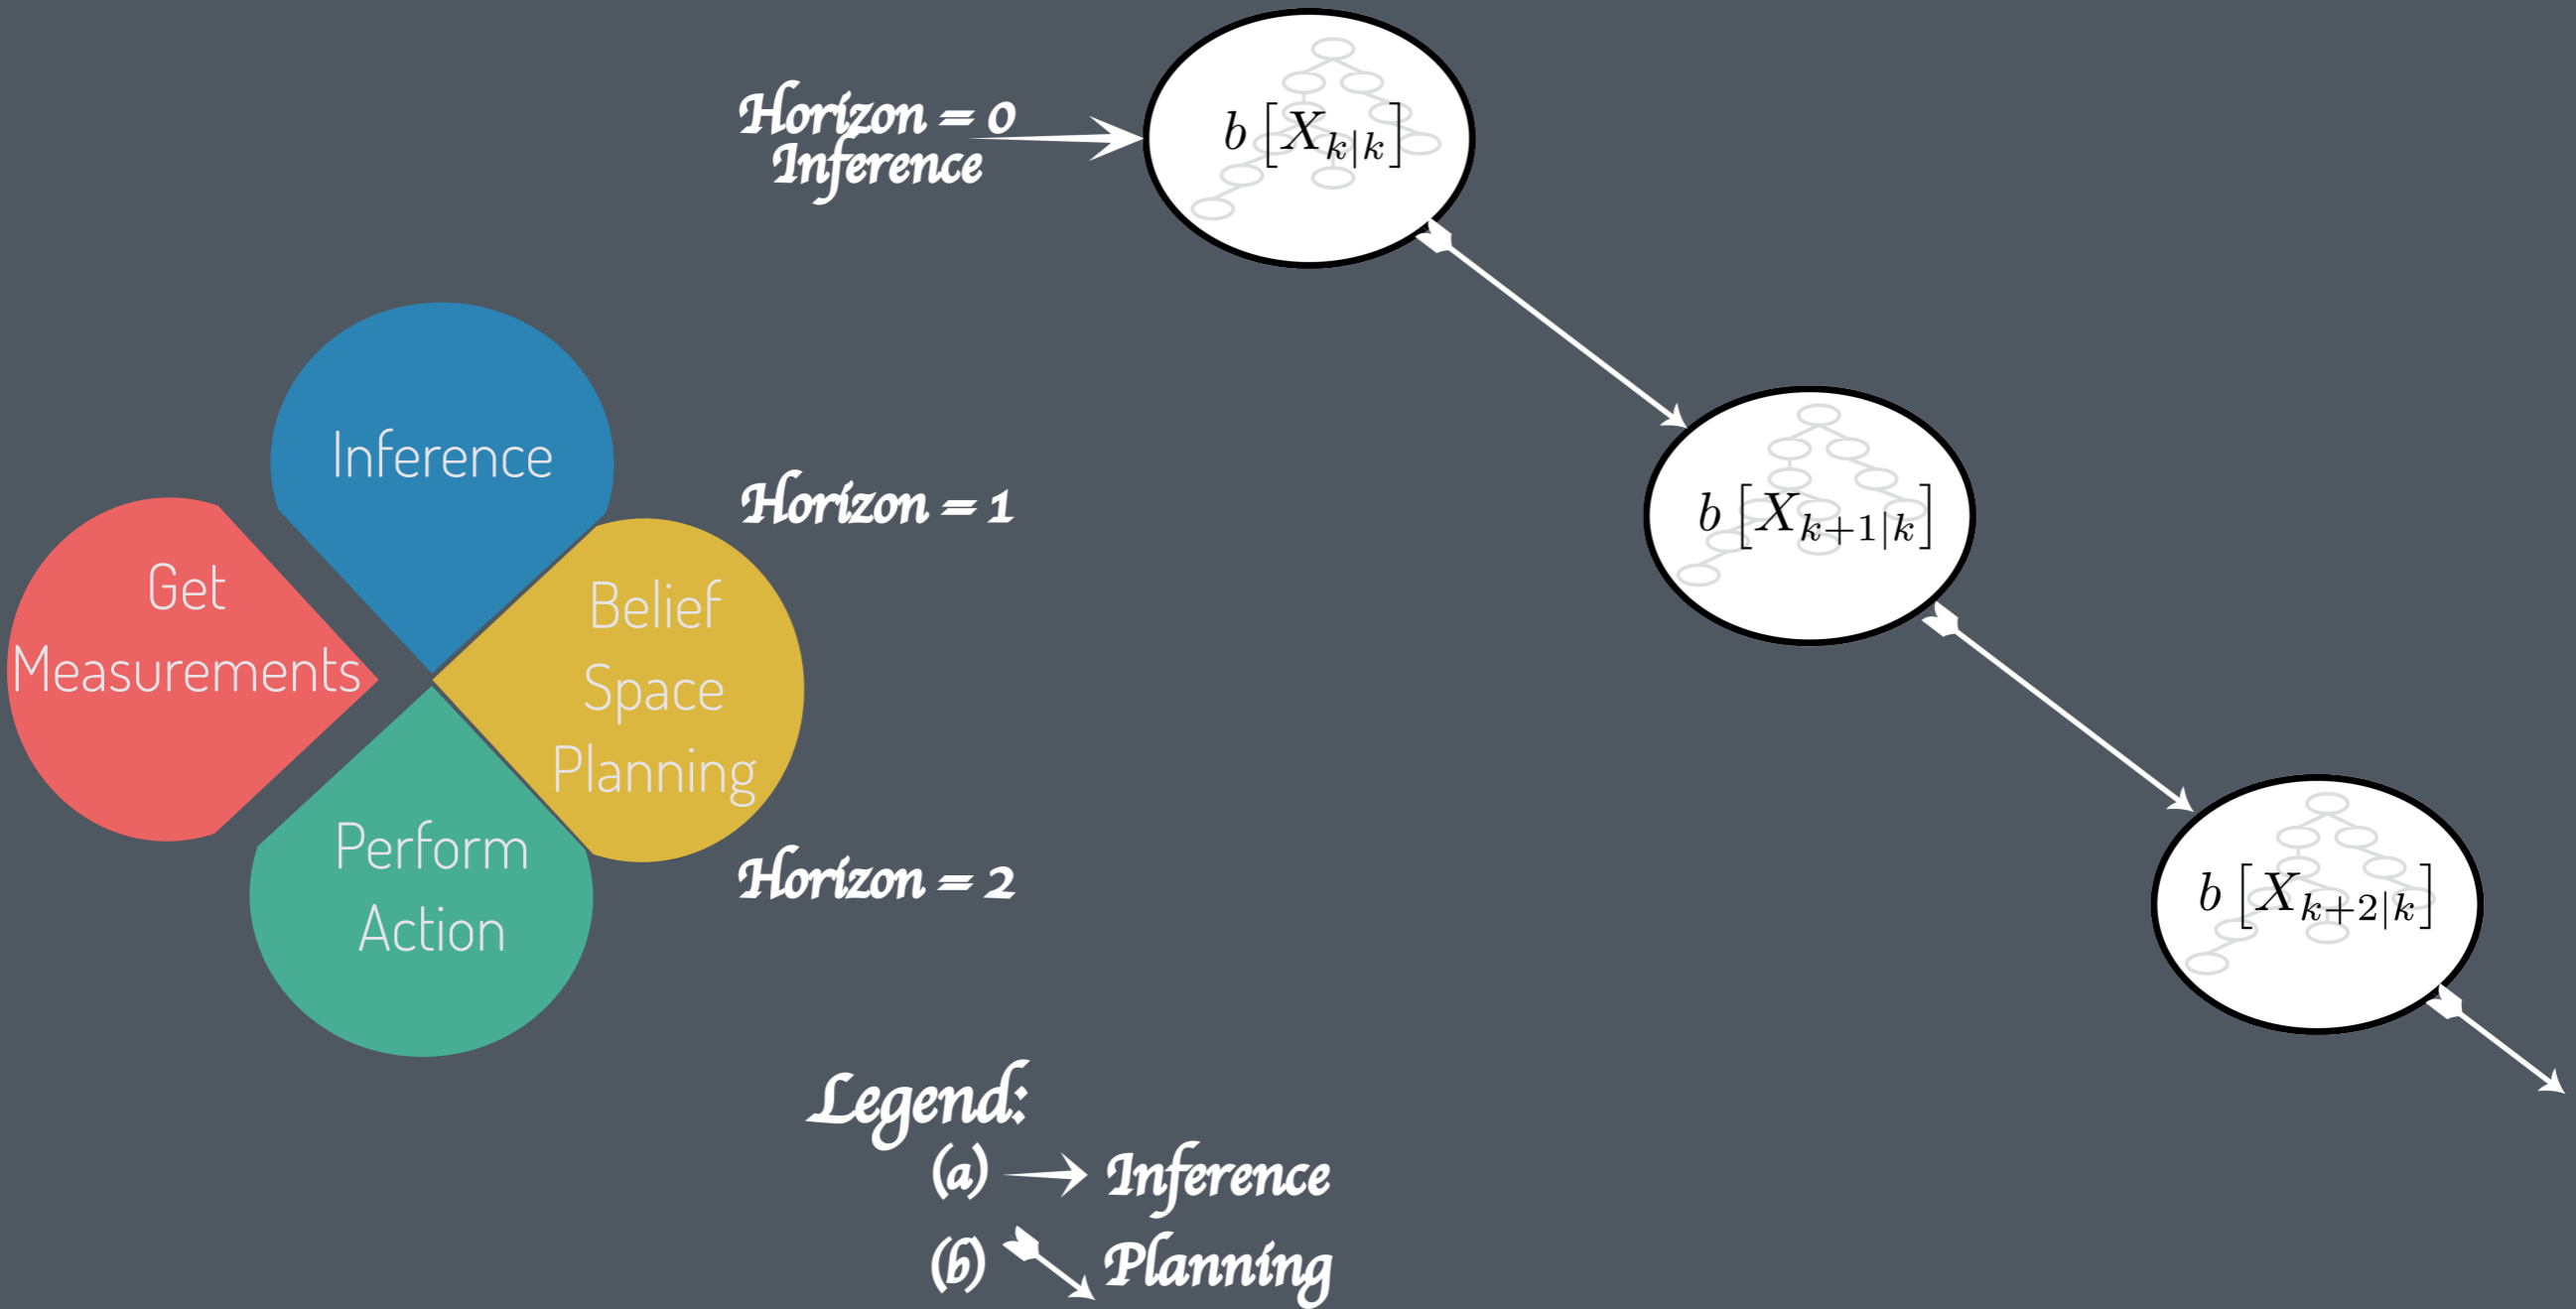 Horizon = 0
Inference
b [X_{k|k}]
Inference
Get
Measurements
Belief
Space
Planning
Perform
Action
Horizon = 1
b [X_{k+1|k}]
Horizon = 2
b [X_{k+2|k}]
Legend:
(a) Inference
(b) Planning